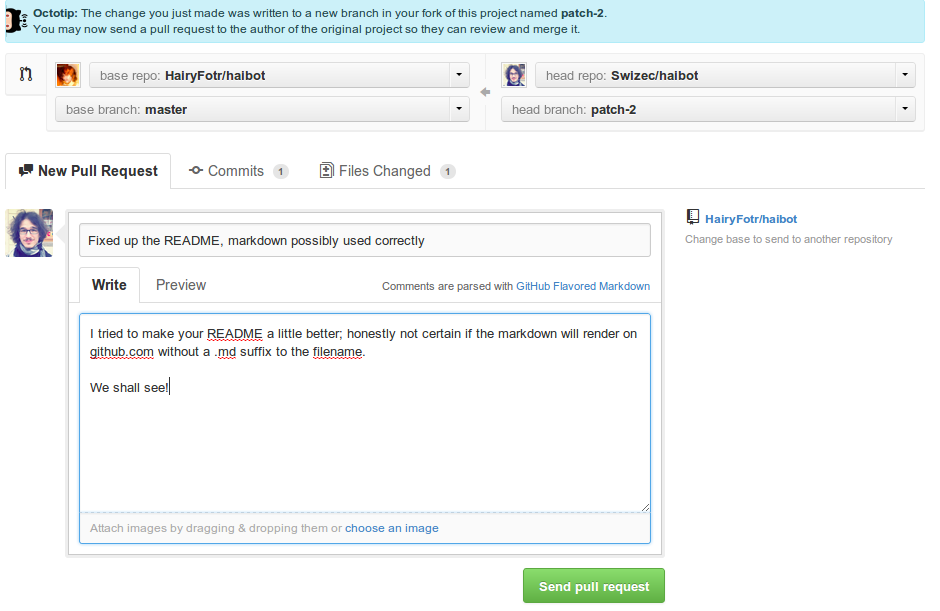 Octotip: The change you just made was written to a new branch in your fork of this project named patch-2.
You may now send a pull request to the author of the original project so they can review and merge it.
base repo: HairyFotr/haibot
head repo: Swizec/haibot
base branch: master
head branch: patch-2
New Pull Request
Commits 1
Files Changed 1
Fixed up the README, markdown possibly used correctly
HairyFotr/haibot
Change base to send to another repository
Write
Preview
Comments are parsed with GitHub Flavored Markdown
I tried to make your README a little better; honestly not certain if the markdown will render on
github.com without a .md suffix to the filename.
We shall see!
Attach images by dragging & dropping them or choose an image
Send pull request